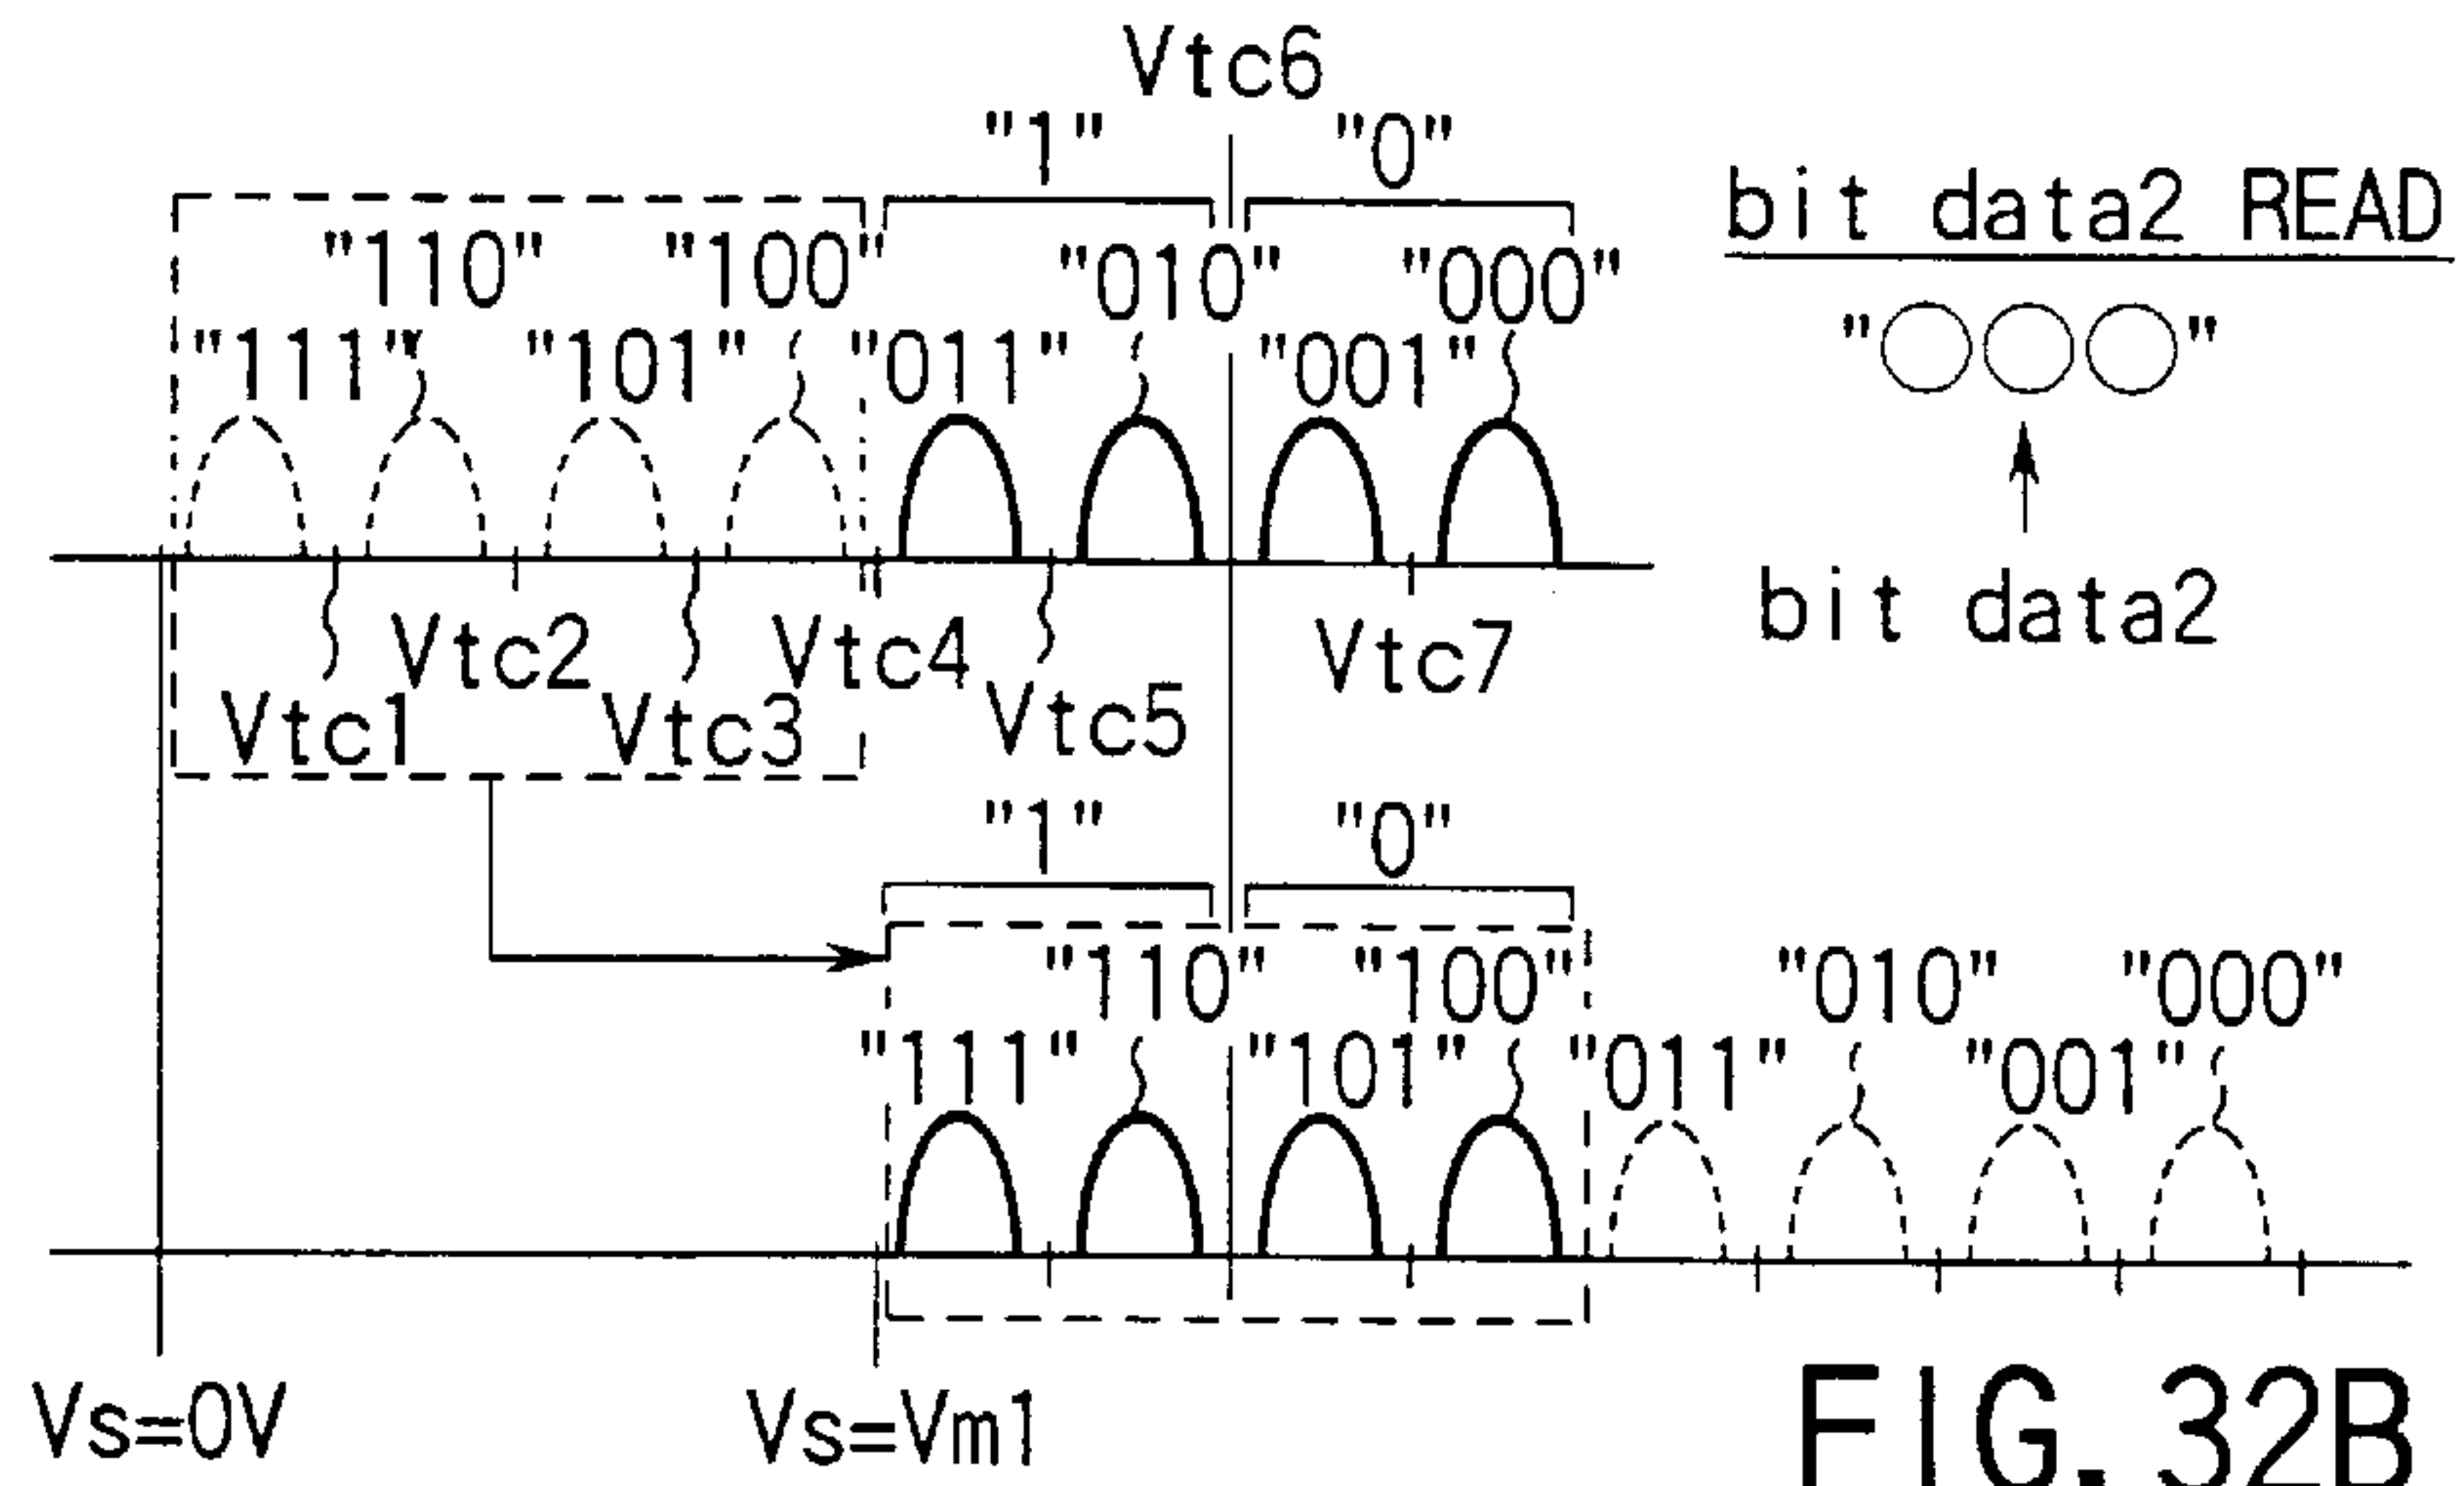 Vtc6
"1" "0"
bit data2 READ
"110" "100" "010" "000"
"111" "101" "011" "001"
"○○○"
bit data2
Vtc2 Vtc4 Vtc7
Vtc1 Vtc3 Vtc5
"1" "0"
"110" "100" "010" "000"
"111" "101" "011" "001"
Vs=0V Vs=Vm1
FIG.32B